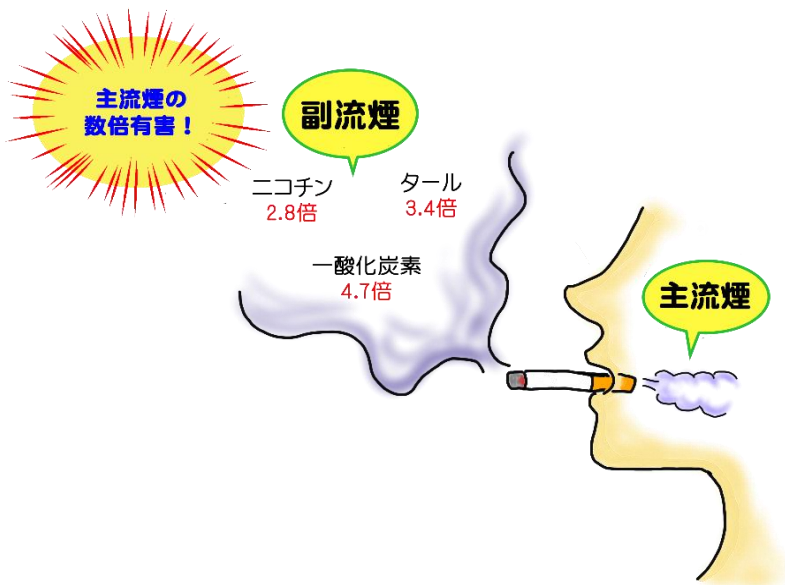 主流煙の
数倍有害！
副流煙
ニコチン
2.8倍
タール
3.4倍
一酸化炭素
4.7倍
主流煙